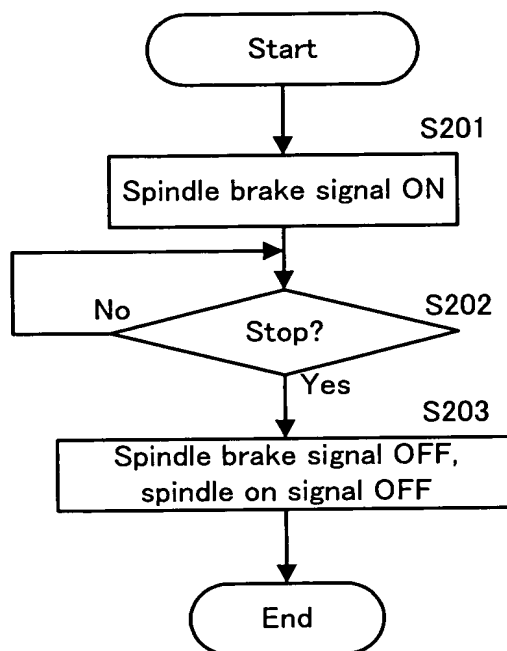 Start
S201
Spindle brake signal ON
No
S202
Stop?
Yes
S203
Spindle brake signal OFF,
spindle on signal OFF
End